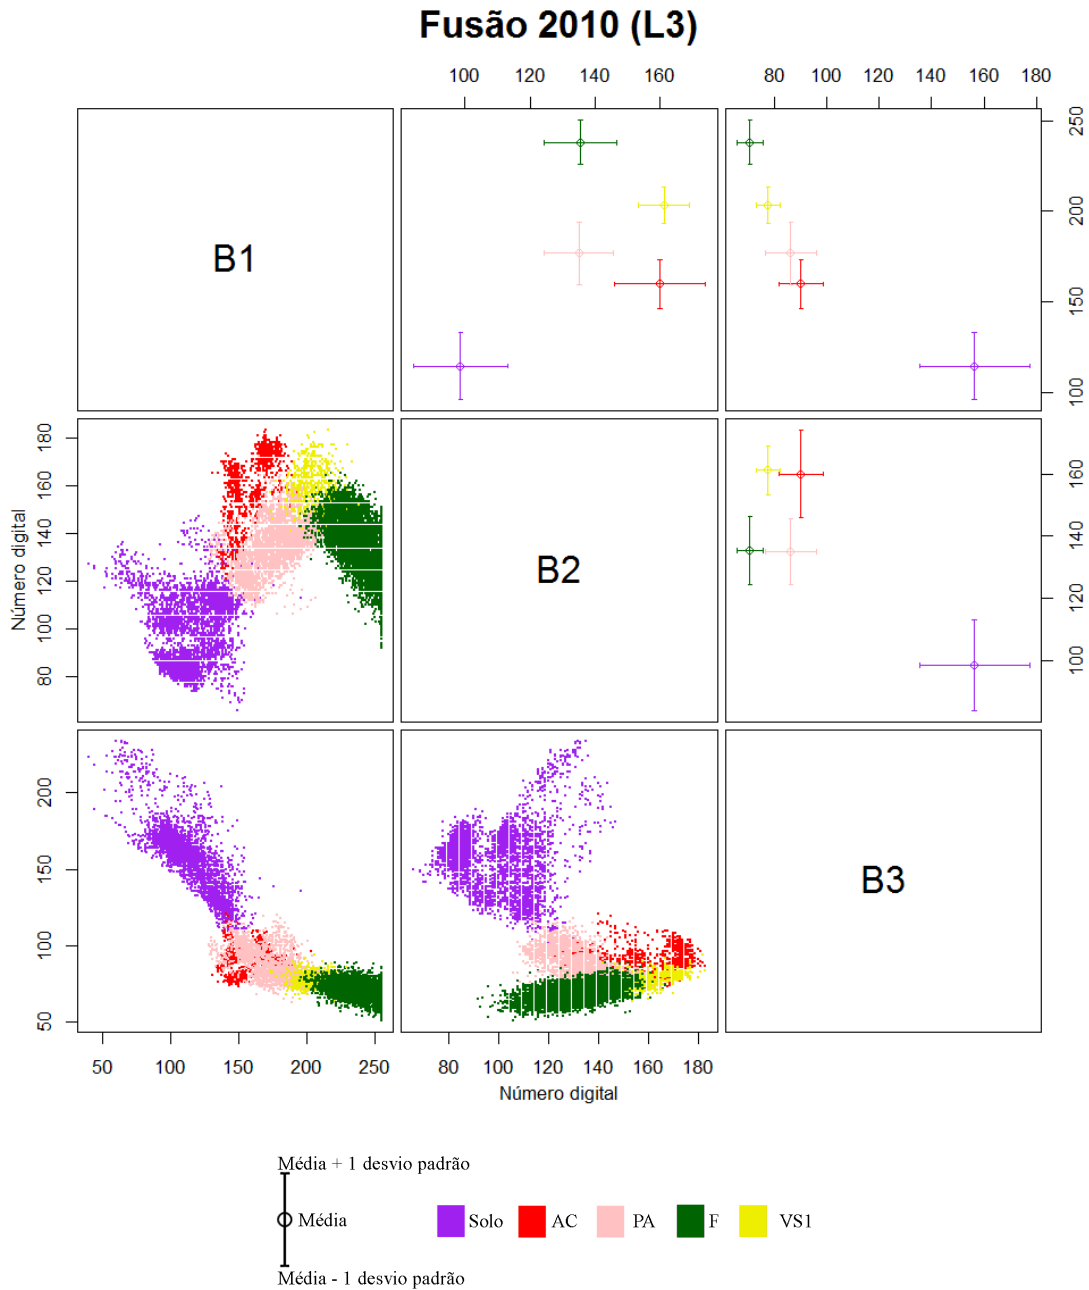 Fusão 2010 (L3)
100 120 140 160
80 100 120 140 160 180
B1
250
200
150
100
Número digital
180
160
140
120
100
80
B2
160
140
120
100
200
150
100
50
B3
50 100 150 200 250
80 100 120 140 160 180
Número digital
Média + 1 desvio padrão
Média
Solo AC PA F VS1
Média - 1 desvio padrão